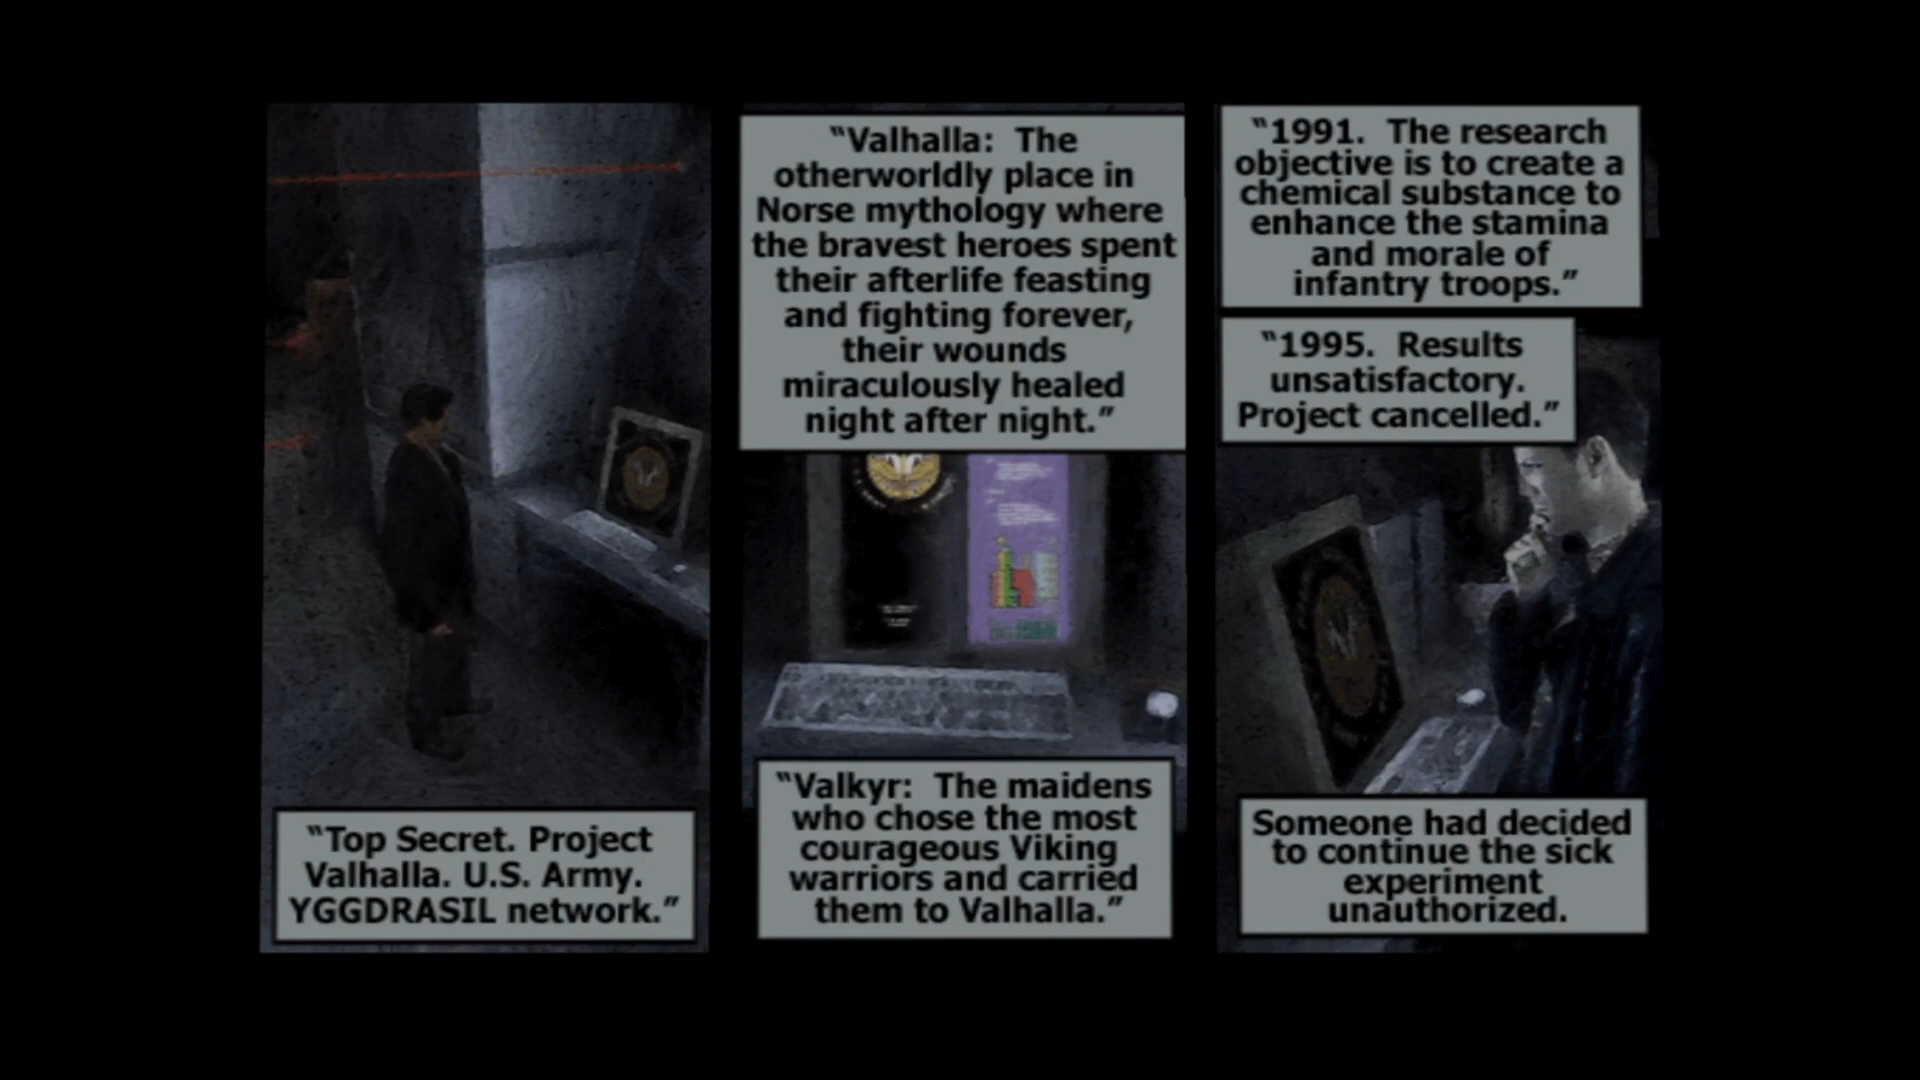 “Top Secret. Project
Valhalla. U.S. Army.
YGGDRASIL network.”
“Valhalla: The
otherworldly place in
Norse mythology where
the bravest heroes spent
their afterlife feasting
and fighting forever,
their wounds
miraculously healed
night after night.”
“Valkyr: The maidens
who chose the most
courageous Viking
warriors and carried
them to Valhalla.”
“1991. The research
objective is to create a
chemical substance to
enhance the stamina
and morale of
infantry troops.”
“1995. Results
unsatisfactory.
Project cancelled.”
Someone had decided
to continue the sick
experiment
unauthorized.